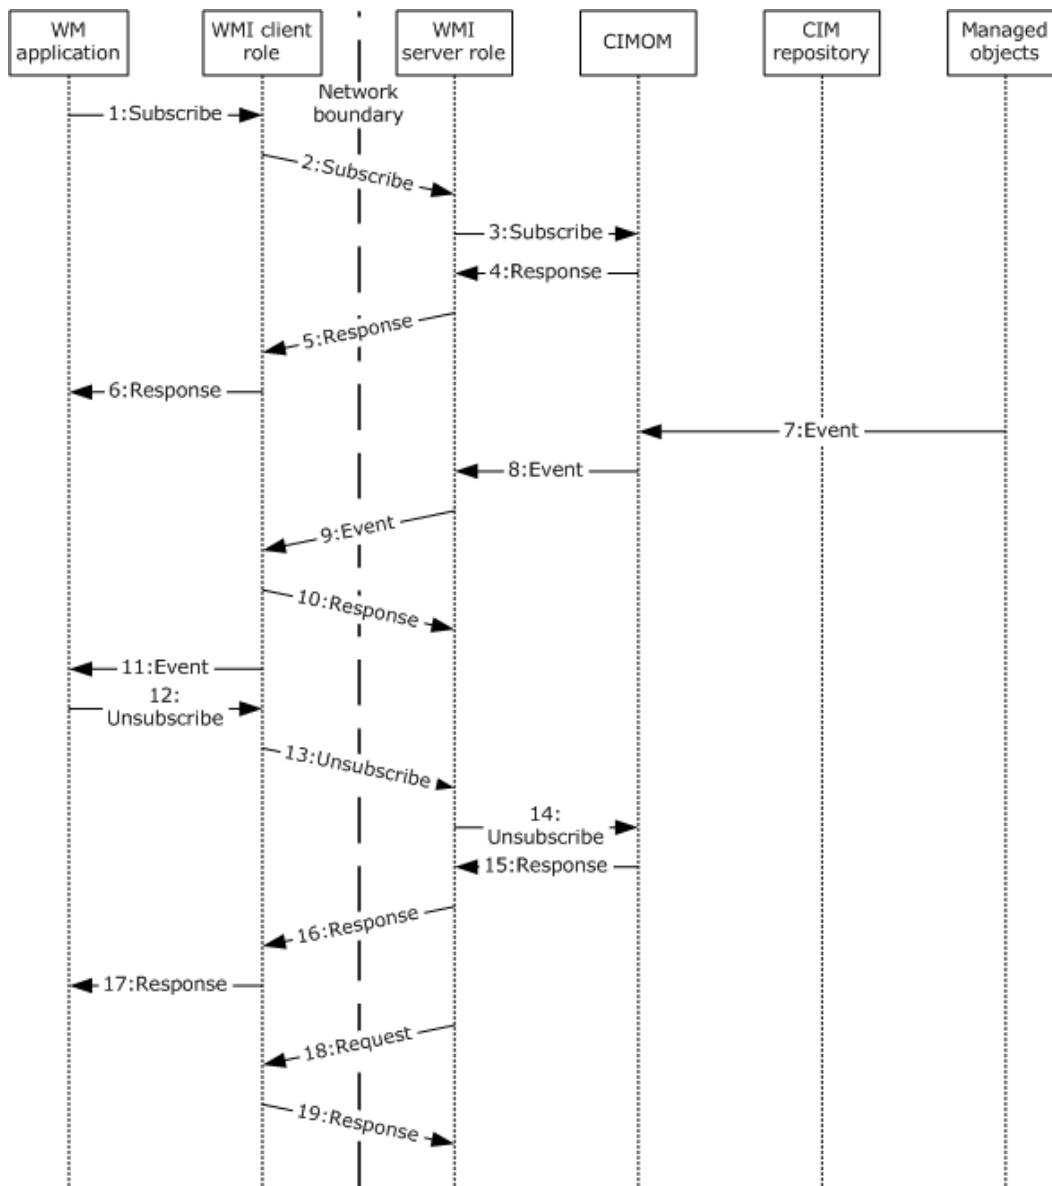 WM
application
WMI client
role
WMI
server role
CIMOM
CIM
repository
Managed
objects
Network
boundary
1:Subscribe
2:Subscribe
3:Subscribe
4:Response
5:Response
6:Response
7:Event
8:Event
9:Event
10:Response
11:Event
12:
Unsubscribe
13:Unsubscribe
14:
Unsubscribe
15:Response
16:Response
17:Response
18:Request
19:Response